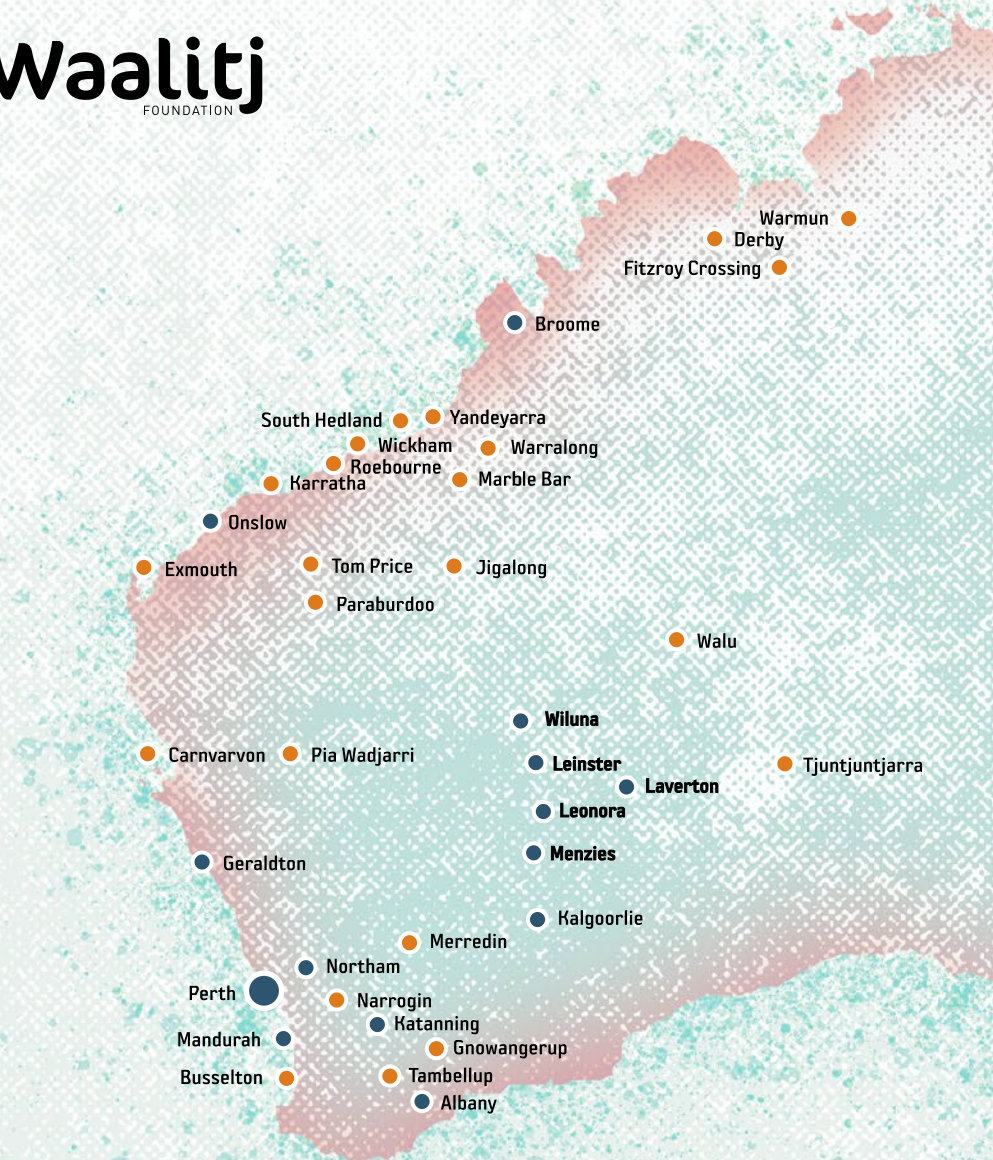 Waalitj
FOUNDATION
Warmun
Derby
Fitzroy Crossing
Broome
South Hedland
Yandeyarra
Wickham
Warralong
Roebourne
Karratha
Marble Bar
Onslow
Exmouth
Tom Price
Jigalong
Paraburdoo
Walu
Wiluna
Carnvarvon
Pia Wadjarri
Leinster
Tjuntjuntjarra
Laverton
Leonora
Menzies
Geraldton
Kalgoorlie
Merredin
Northam
Perth
Narrogin
Katanning
Mandurah
Gnowangerup
Busselton
Tambellup
Albany